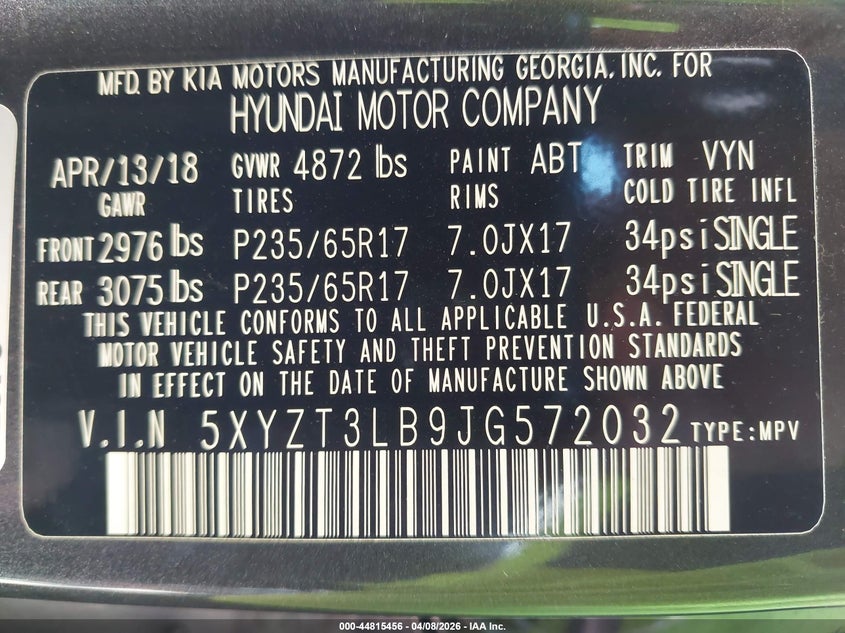 MFD. BY KIA MOTORS MANUFACTURING GEORGIA, INC. FOR
HYUNDAI MOTOR COMPANY
APR/13/18 GVWR 4872 lbs PAINT ABT TRIM VYN
GAWR TIRES RIMS COLD TIRE INFL
FRONT 2976 lbs P235/65R17 7.0JX17 34psi SINGLE
REAR 3075 lbs P235/65R17 7.0JX17 34psi SINGLE
THIS VEHICLE CONFORMS TO ALL APPLICABLE U.S.A. FEDERAL
MOTOR VEHICLE SAFETY AND THEFT PREVENTION STANDARDS
IN EFFECT ON THE DATE OF MANUFACTURE SHOWN ABOVE
V.I.N 5XYZT3LB9JG572032 TYPE:MPV
000-44815456 - 04/08/2026 - IAA Inc.